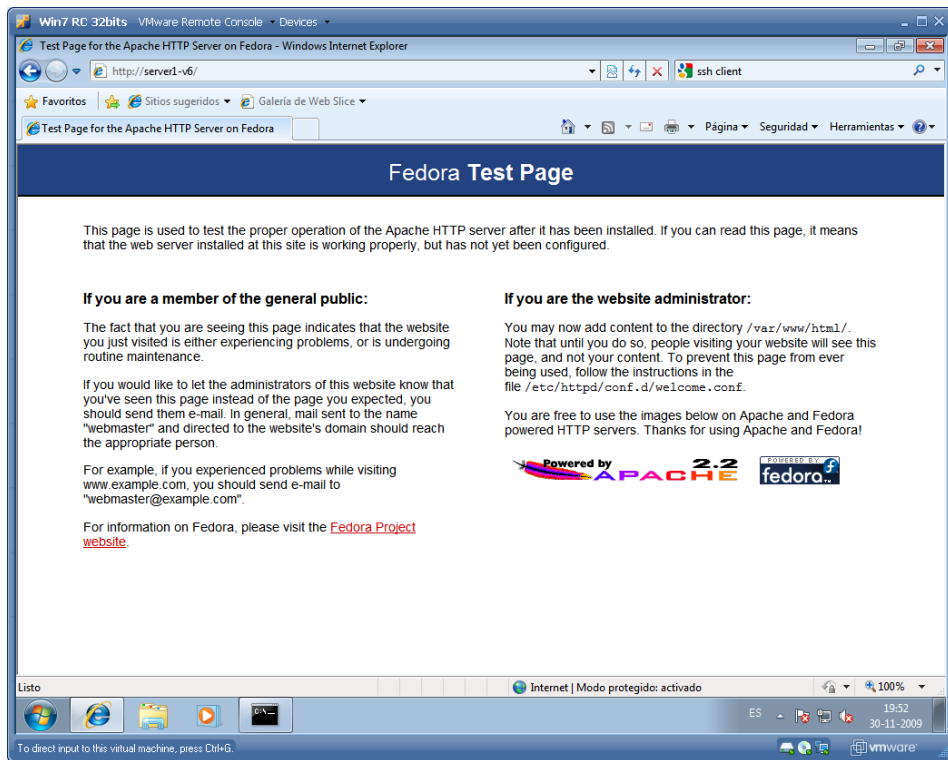 Win7 RC 32bits VMware Remote Console Devices
Test Page for the Apache HTTP Server on Fedora - Windows Internet Explorer
http://server1-v6/
ssh client
Favoritos Sitios sugeridos Galería de Web Slice
Test Page for the Apache HTTP Server on Fedora
Página Seguridad Herramientas
Fedora Test Page
This page is used to test the proper operation of the Apache HTTP server after it has been installed. If you can read this page, it means
that the web server installed at this site is working properly, but has not yet been configured.
If you are a member of the general public:
The fact that you are seeing this page indicates that the website
you just visited is either experiencing problems, or is undergoing
routine maintenance.
If you would like to let the administrators of this website know that
you've seen this page instead of the page you expected, you
should send them e-mail. In general, mail sent to the name
"webmaster" and directed to the website's domain should reach
the appropriate person.
For example, if you experienced problems while visiting
www.example.com, you should send e-mail to
"webmaster@example.com".
For information on Fedora, please visit the Fedora Project
website.
If you are the website administrator:
You may now add content to the directory /var/www/html/.
Note that until you do so, people visiting your website will see this
page, and not your content. To prevent this page from ever
being used, follow the instructions in the
file /etc/httpd/conf.d/welcome.conf.
You are free to use the images below on Apache and Fedora
powered HTTP servers. Thanks for using Apache and Fedora!
Powered by APACHE 2.2
POWERED BY
fedora
Listo
Internet | Modo protegido: activado
100%
C:\
ES
19:52
30-11-2009
To direct input to this virtual machine, press Ctrl+G.
vmware